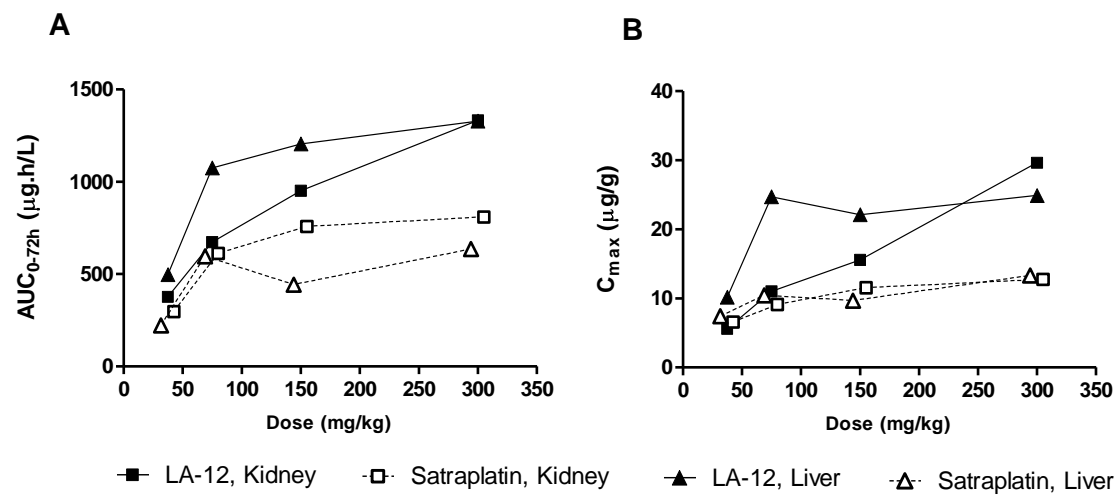 A
AUC0-72h (µg.h/L)
1500
1000
500
0
0 50 100 150 200 250 300 350
Dose (mg/kg)
B
Cmax (µg/g)
40
30
20
10
0
0 50 100 150 200 250 300 350
Dose (mg/kg)
LA-12, Kidney Satraplatin, Kidney LA-12, Liver Satraplatin, Liver